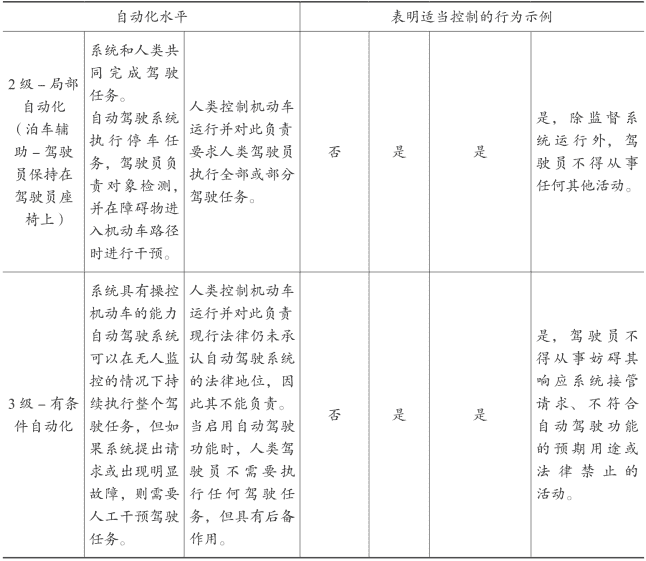 自动化水平
表明适当控制的行为示例
2级–局部
自动化
（泊车辅
助–驾驶
员保持在
驾驶员座
椅上）
系统和人类共
同完成驾驶
任务。
自动驾驶系统
执行停车任
务，驾驶员负
责对象检测，
并在障碍物进
入机动车路径
时进行干预。
人类控制机动车
运行并对此负责
要求人类驾驶员
执行全部或部分
驾驶任务。
否
是
是
是，除监督系
统运行外，驾
驶员不得从事
任何其他活动。
3级–有条
件自动化
系统具有操控
机动车的能力
自动驾驶系统
可以在无人监
控的情况下持
续执行整个驾
驶任务，但如
果系统提出请
求或出现明显
故障，则需要
人工干预驾驶
任务。
人类控制机动车
运行并对此负责
现行法律仍未承
认自动驾驶系统
的法律地位，因
此其不能负责。
当启用自动驾驶
功能时，人类驾
驶员不需要执
行任何驾驶任
务，但具有后备
作用。
否
是
是
是，驾驶员不
得从事妨碍其
响应系统接管
请求、不符合
自动驾驶功能
的预期用途或
法律禁止的
活动。